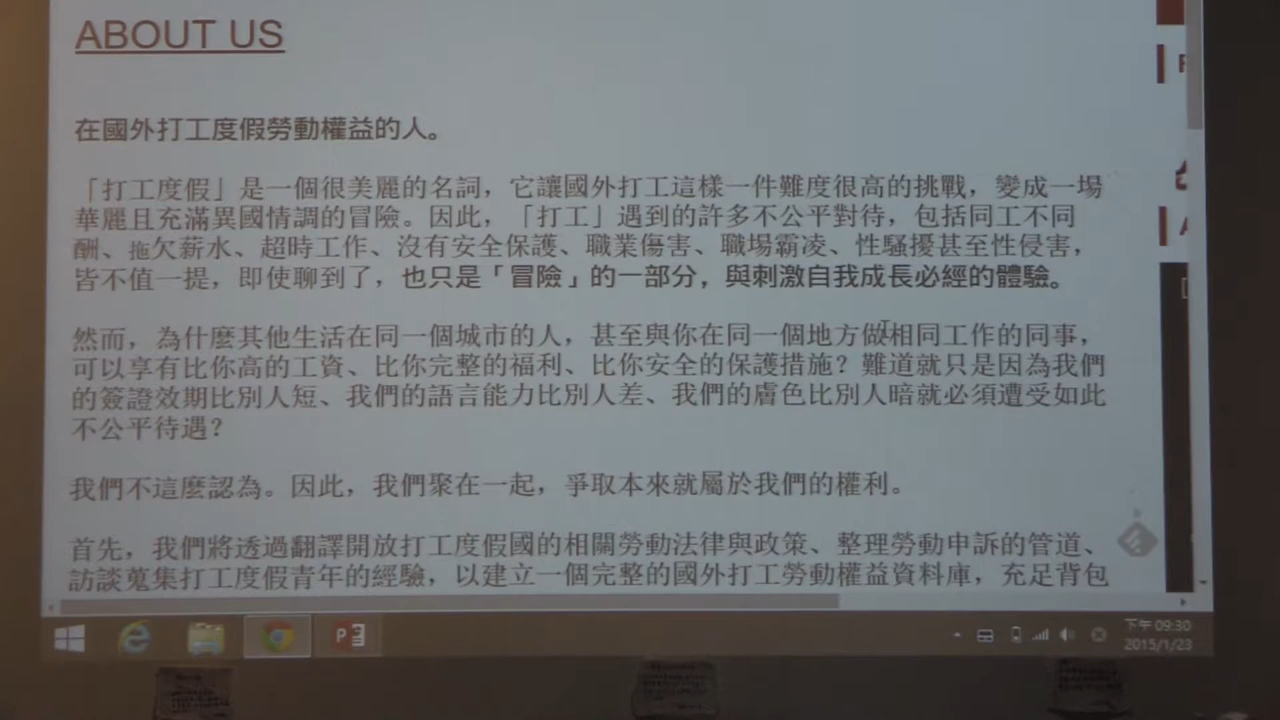 ABOUT US
在國外打工度假勞動權益的人。
「打工度假」是一個很美麗的名詞，它讓國外打工這樣一件難度很高的挑戰，變成一場
華麗且充滿異國情調的冒險。因此，「打工」遇到的許多不公平對待，包括同工不同
酬、拖欠薪水、超時工作、沒有安全保護、職業傷害、職場霸凌、性騷擾甚至性侵害，
皆不值一提，即使聊到了，也只是「冒險」的一部分，與刺激自我成長必經的體驗。
然而，為什麼其他生活在同一個城市的人，甚至與你在同一個地方做相同工作的同事，
可以享有比你高的工資、比你完整的福利、比你安全的保護措施？難道就只是因為我們
的簽證效期比別人短、我們的語言能力比別人差、我們的膚色比別人暗就必須遭受如此
不公平待遇？
我們不這麼認為。因此，我們聚在一起，爭取本來就屬於我們的權利。
首先，我們將透過翻譯開放打工度假國的相關勞動法律與政策、整理勞動申訴的管道、
訪談蒐集打工度假青年的經驗，以建立一個完整的國外打工勞動權益資料庫，充足背包
下午 09:30
2015/1/23